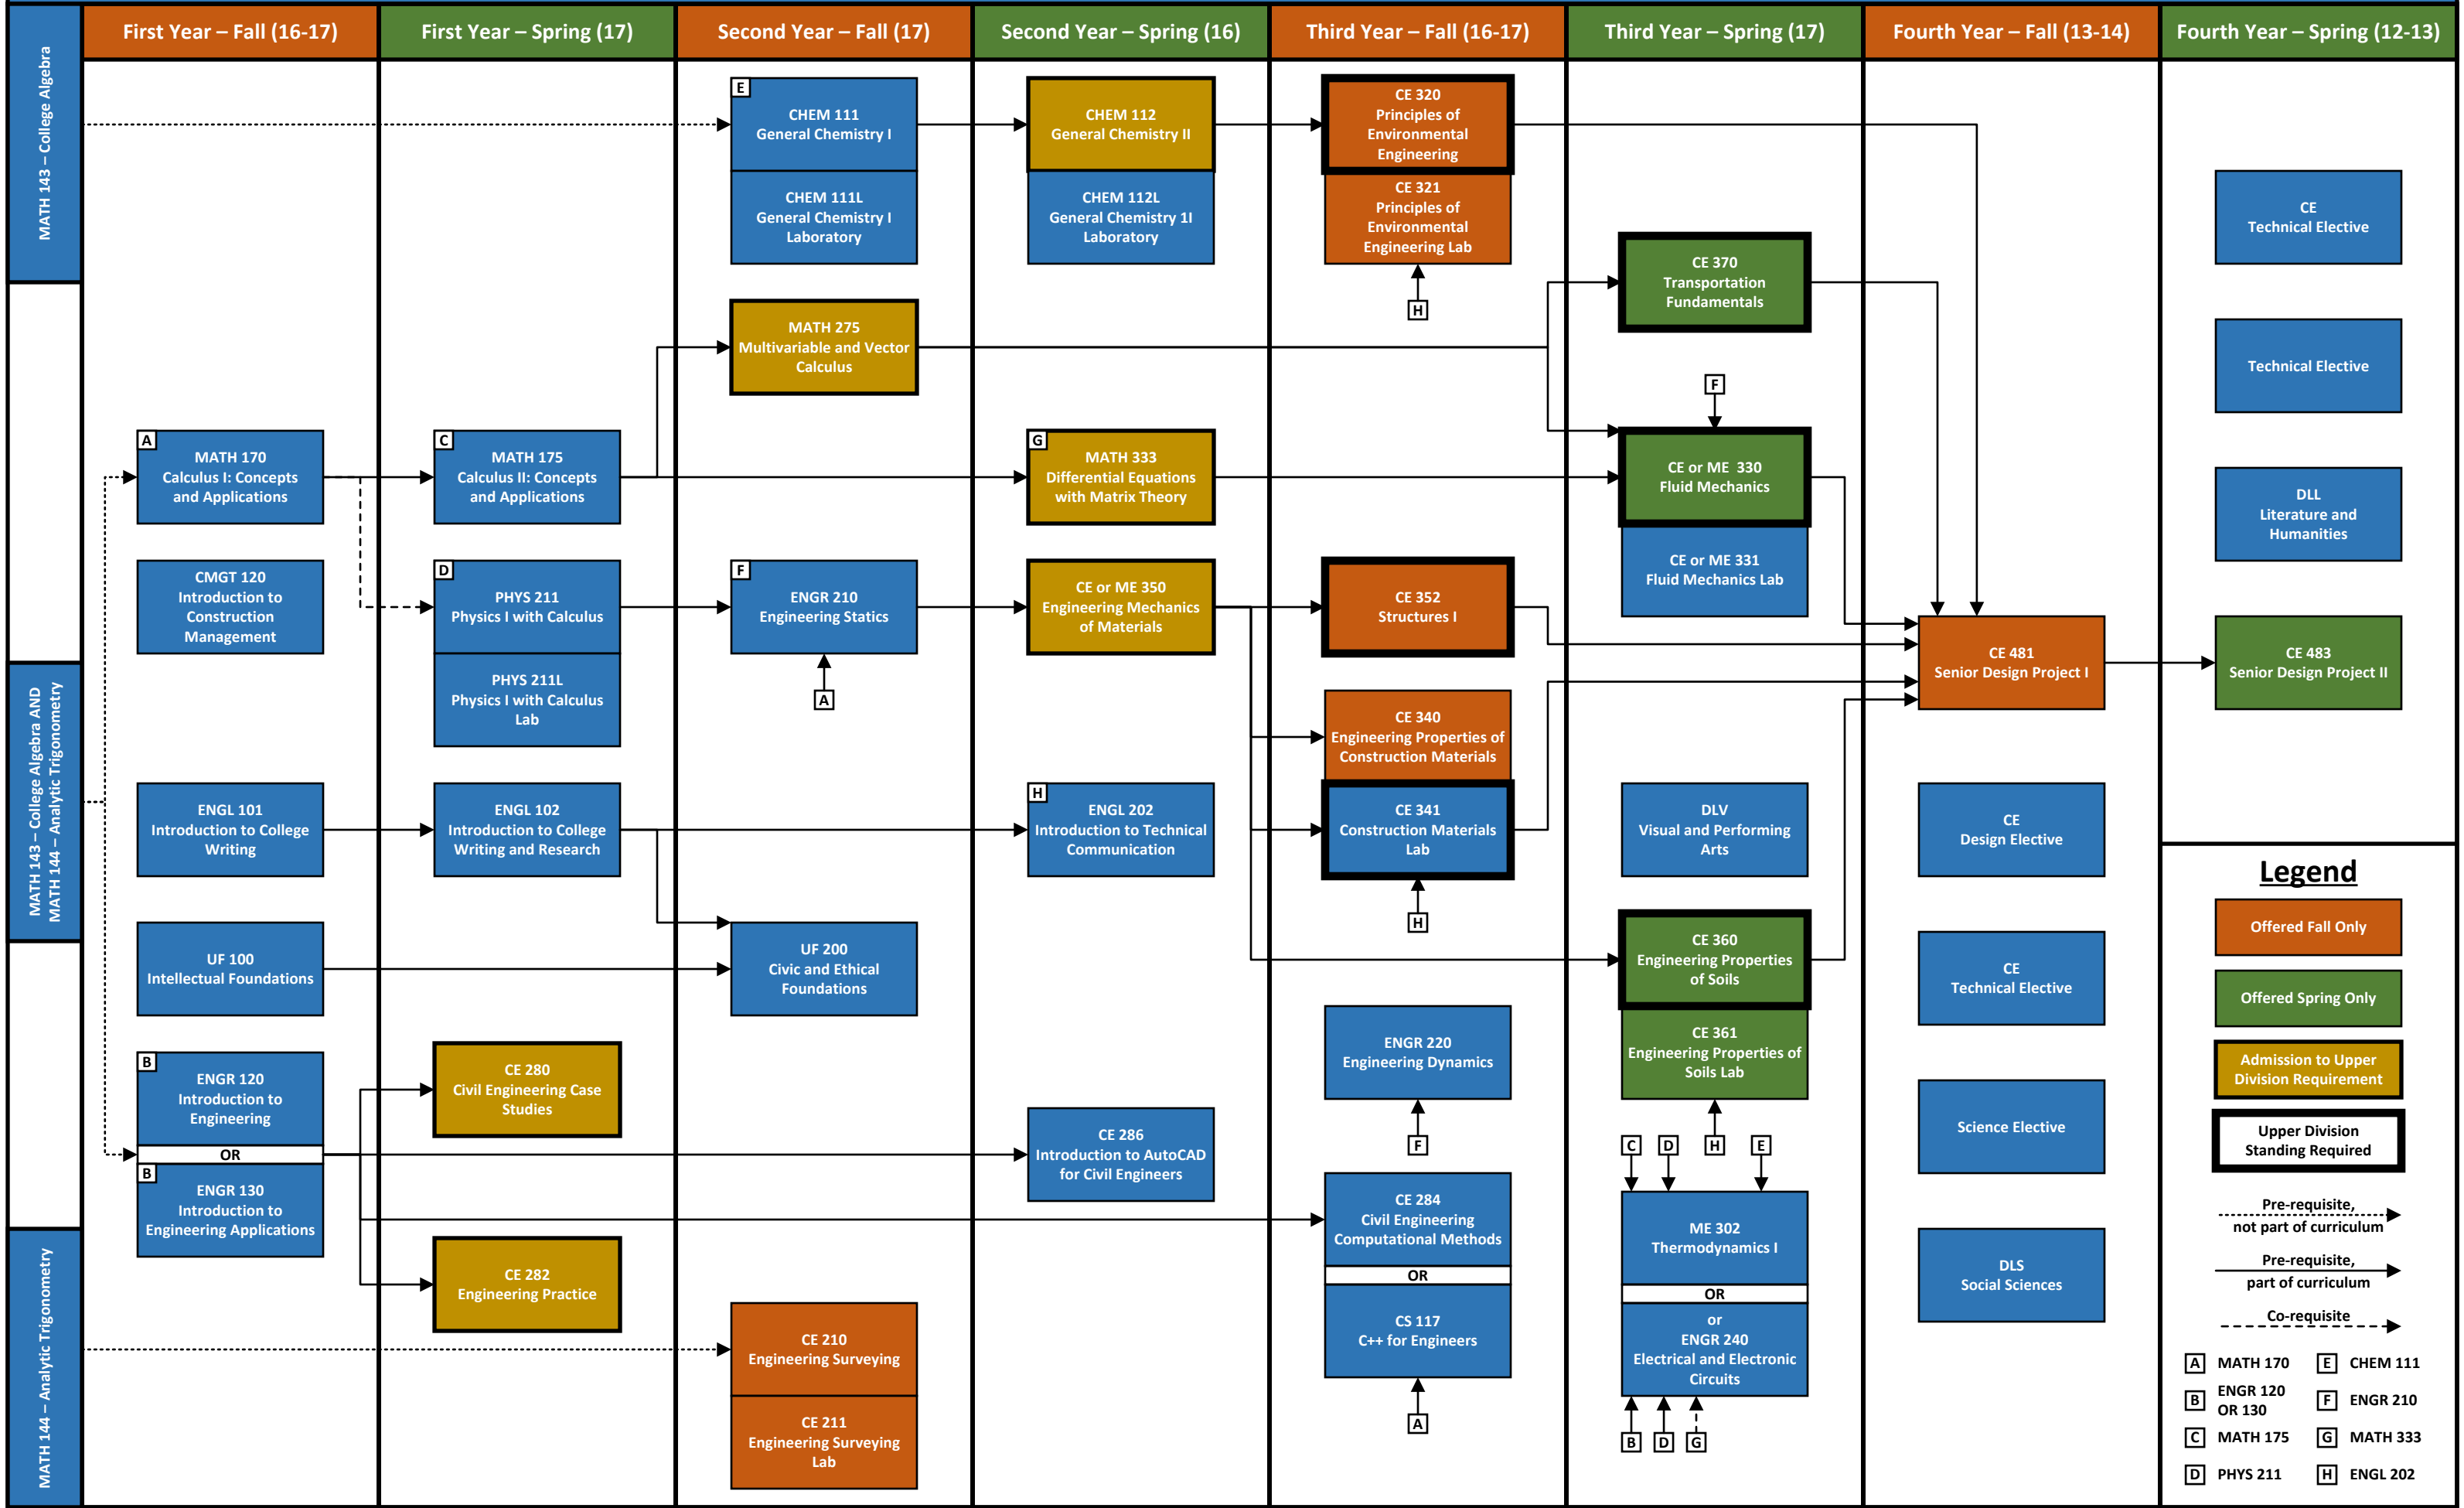 First Year – Fall (16-17)
First Year – Spring (17)
Second Year – Fall (17)
Second Year – Spring (16)
Third Year – Fall (16-17)
Third Year – Spring (17)
Fourth Year – Fall (13-14)
Fourth Year – Spring (12-13)
MATH 143 – College Algebra
MATH 143 – College Algebra AND
MATH 144 – Analytic Trigonometry
MATH 144 – Analytic Trigonometry
A
MATH 170
Calculus I: Concepts
and Applications
CMGT 120
Introduction to
Construction
Management
ENGL 101
Introduction to College
Writing
UF 100
Intellectual Foundations
B
ENGR 120
Introduction to
Engineering
OR
B
ENGR 130
Introduction to
Engineering Applications
C
MATH 175
Calculus II: Concepts
and Applications
D
PHYS 211
Physics I with Calculus
PHYS 211L
Physics I with Calculus
Lab
ENGL 102
Introduction to College
Writing and Research
CE 280
Civil Engineering Case
Studies
CE 282
Engineering Practice
E
CHEM 111
General Chemistry I
CHEM 111L
General Chemistry I
Laboratory
MATH 275
Multivariable and Vector
Calculus
F
ENGR 210
Engineering Statics
A
UF 200
Civic and Ethical
Foundations
CE 210
Engineering Surveying
CE 211
Engineering Surveying
Lab
CHEM 112
General Chemistry II
CHEM 112L
General Chemistry 1I
Laboratory
G
MATH 333
Differential Equations
with Matrix Theory
CE or ME 350
Engineering Mechanics
of Materials
H
ENGL 202
Introduction to Technical
Communication
CE 286
Introduction to AutoCAD
for Civil Engineers
CE 320
Principles of
Environmental
Engineering
CE 321
Principles of
Environmental
Engineering Lab
H
CE 352
Structures I
CE 340
Engineering Properties of
Construction Materials
CE 341
Construction Materials
Lab
H
ENGR 220
Engineering Dynamics
F
CE 284
Civil Engineering
Computational Methods
OR
CS 117
C++ for Engineers
A
CE 370
Transportation
Fundamentals
F
CE or ME 330
Fluid Mechanics
CE or ME 331
Fluid Mechanics Lab
DLV
Visual and Performing
Arts
CE 360
Engineering Properties
of Soils
CE 361
Engineering Properties of
Soils Lab
C D H E
ME 302
Thermodynamics I
OR
or
ENGR 240
Electrical and Electronic
Circuits
B D G
CE 481
Senior Design Project I
CE
Design Elective
CE
Technical Elective
Science Elective
DLS
Social Sciences
CE
Technical Elective
Technical Elective
DLL
Literature and
Humanities
CE 483
Senior Design Project II
Legend
Offered Fall Only
Offered Spring Only
Admission to Upper
Division Requirement
Upper Division
Standing Required
Pre-requisite,
not part of curriculum
Pre-requisite,
part of curriculum
Co-requisite
A MATH 170
E CHEM 111
B ENGR 120
OR 130
F ENGR 210
C MATH 175
G MATH 333
D PHYS 211
H ENGL 202